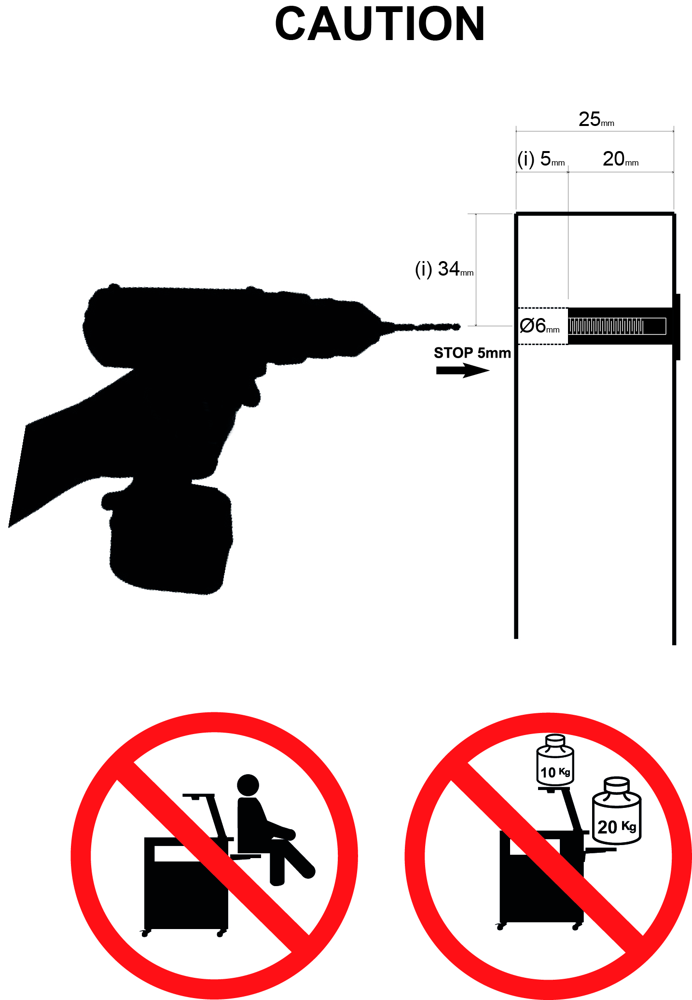 CAUTION
25mm
(i) 5mm
20mm
(i) 34mm
Ø6mm
STOP 5mm
10 Kg
20 Kg